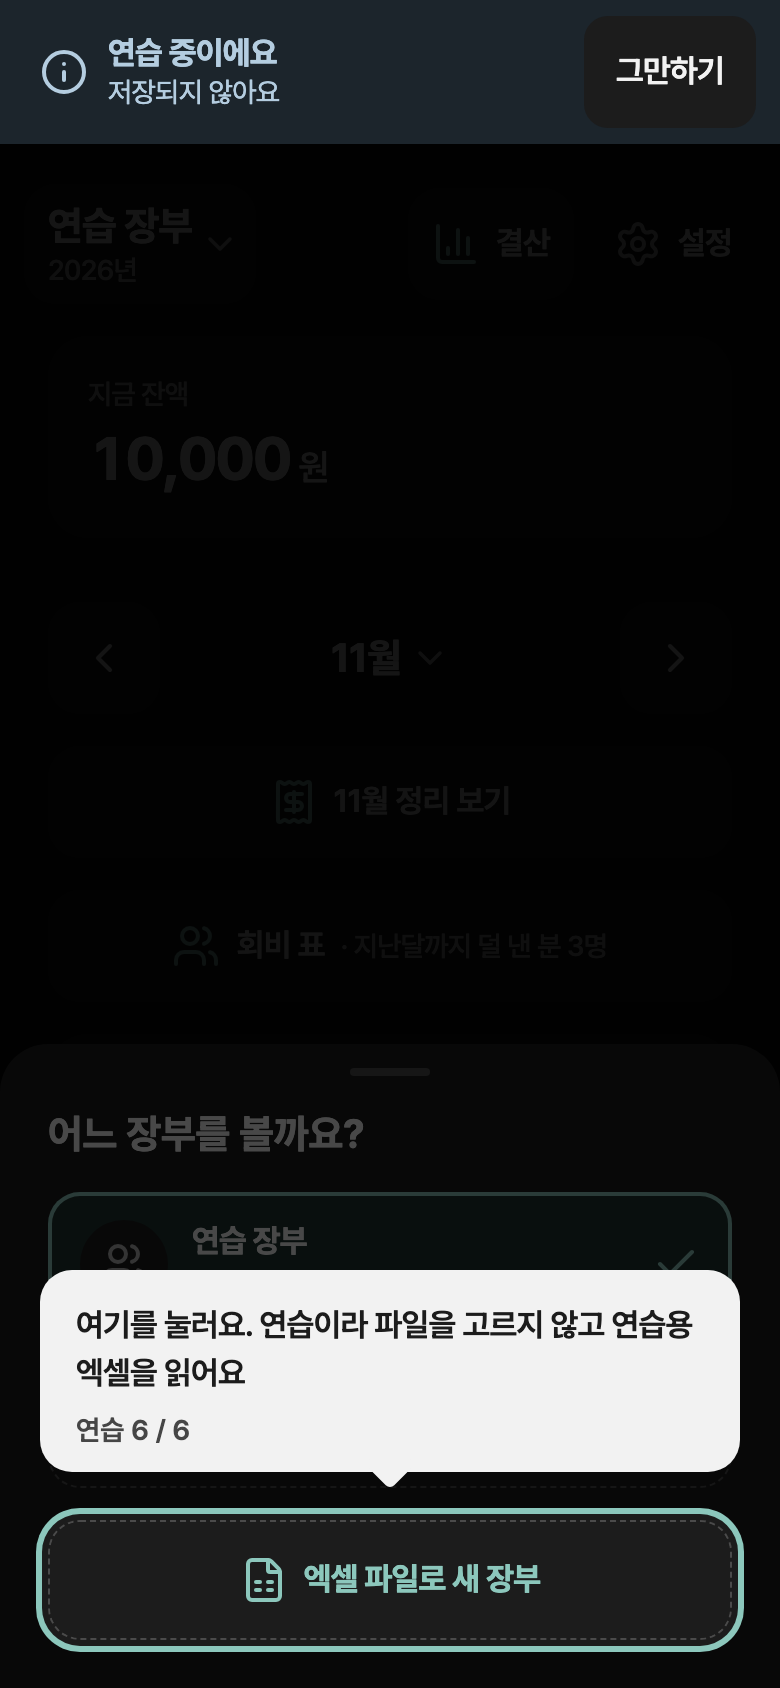 연습 중이에요
저장되지 않아요
그만하기
연습 장부
2026년
결산
설정
지금 잔액
10,000 원
11월
11월 정리 보기
회비 표 · 지난달까지 덜 낸 분 3명
어느 장부를 볼까요?
연습 장부
여기를 눌러요. 연습이라 파일을 고르지 않고 연습용
엑셀을 읽어요
연습 6 / 6
엑셀 파일로 새 장부